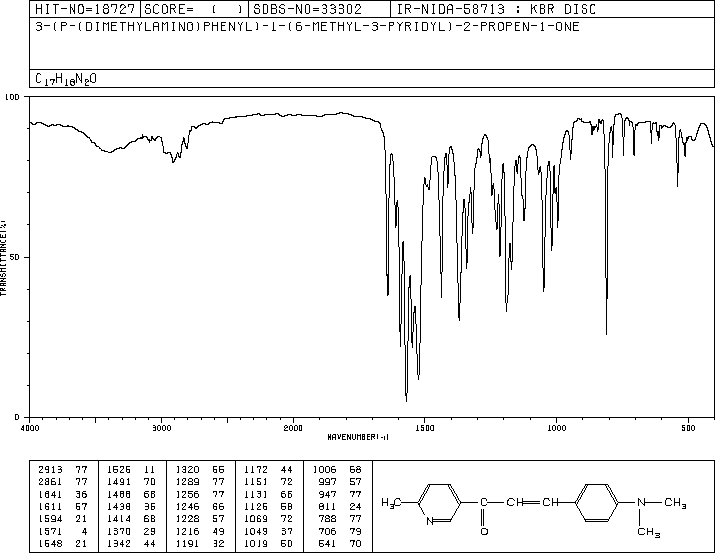 HIT-NO=18727 SCORE= ( ) SDBS-NO=33302 IR-NIDA-58713 : KBR DISC
3-(P-(DIMETHYLAMINO)PHENYL)-1-(6-METHYL-3-PYRIDYL)-2-PROPEN-1-ONE
C17H18N2O
100
50
0
TRANSMITTANCE(%)
4000 3000 2000 1500 1000 500
WAVENUMBER(-1)
2913 77 1526 11 1320 66 1172 44 1006 68
2861 77 1491 70 1289 77 1151 72 997 57
1641 36 1488 68 1256 77 1131 66 947 77
1611 57 1438 36 1246 66 1126 58 811 24
1594 21 1414 68 1228 57 1069 72 788 77
1571 4 1370 29 1216 49 1049 37 706 79
1548 21 1342 44 1191 32 1019 50 541 70
H3C C CH=CH N CH3
N O CH3